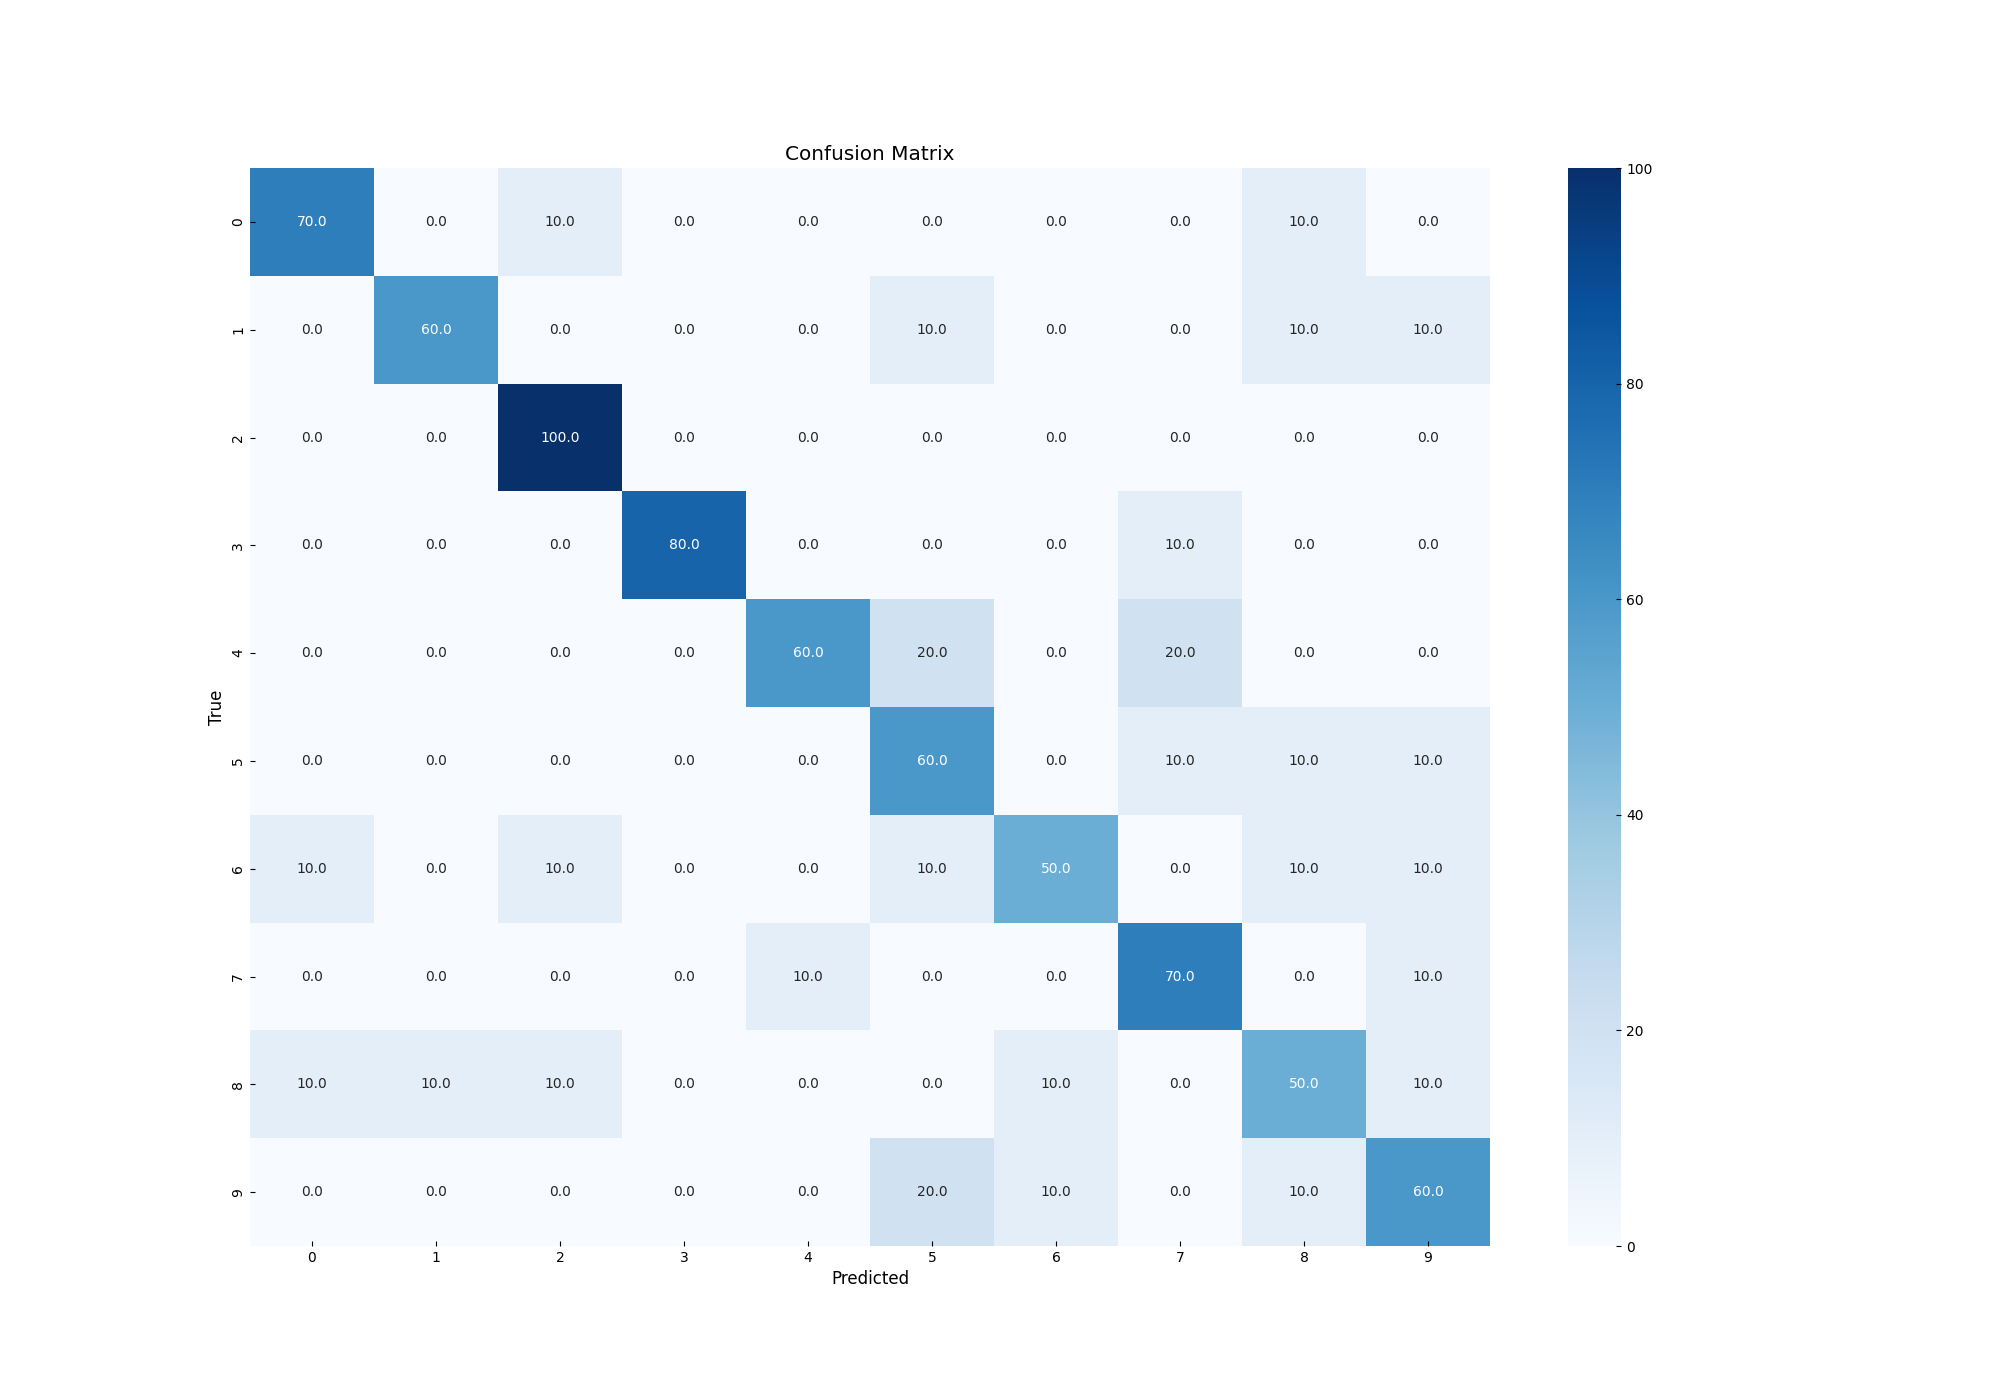 Confusion Matrix
0 70.0 0.0 10.0 0.0 0.0 0.0 0.0 0.0 10.0 0.0
1 0.0 60.0 0.0 0.0 0.0 10.0 0.0 0.0 10.0 10.0
2 0.0 0.0 100.0 0.0 0.0 0.0 0.0 0.0 0.0 0.0
3 0.0 0.0 0.0 80.0 0.0 0.0 0.0 10.0 0.0 0.0
4 0.0 0.0 0.0 0.0 60.0 20.0 0.0 20.0 0.0 0.0
5 0.0 0.0 0.0 0.0 0.0 60.0 0.0 10.0 10.0 10.0
6 10.0 0.0 10.0 0.0 0.0 10.0 50.0 0.0 10.0 10.0
7 0.0 0.0 0.0 0.0 10.0 0.0 0.0 70.0 0.0 10.0
8 10.0 10.0 10.0 0.0 0.0 0.0 10.0 0.0 50.0 10.0
9 0.0 0.0 0.0 0.0 0.0 20.0 10.0 0.0 10.0 60.0
0 1 2 3 4 5 6 7 8 9
Predicted
True
100
80
60
40
20
0